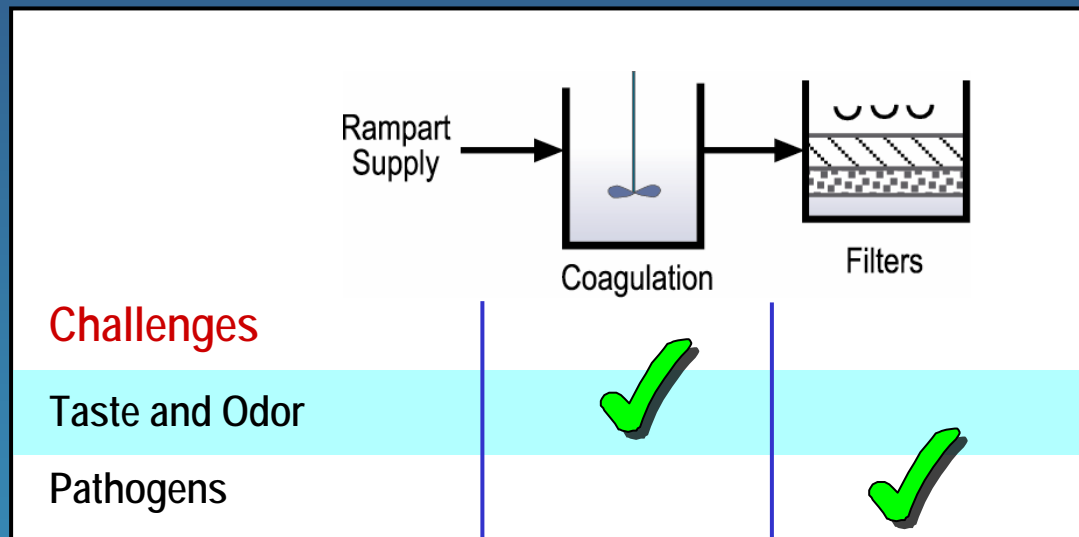 Rampart
Supply
Coagulation
Filters
Challenges
Taste and Odor
Pathogens